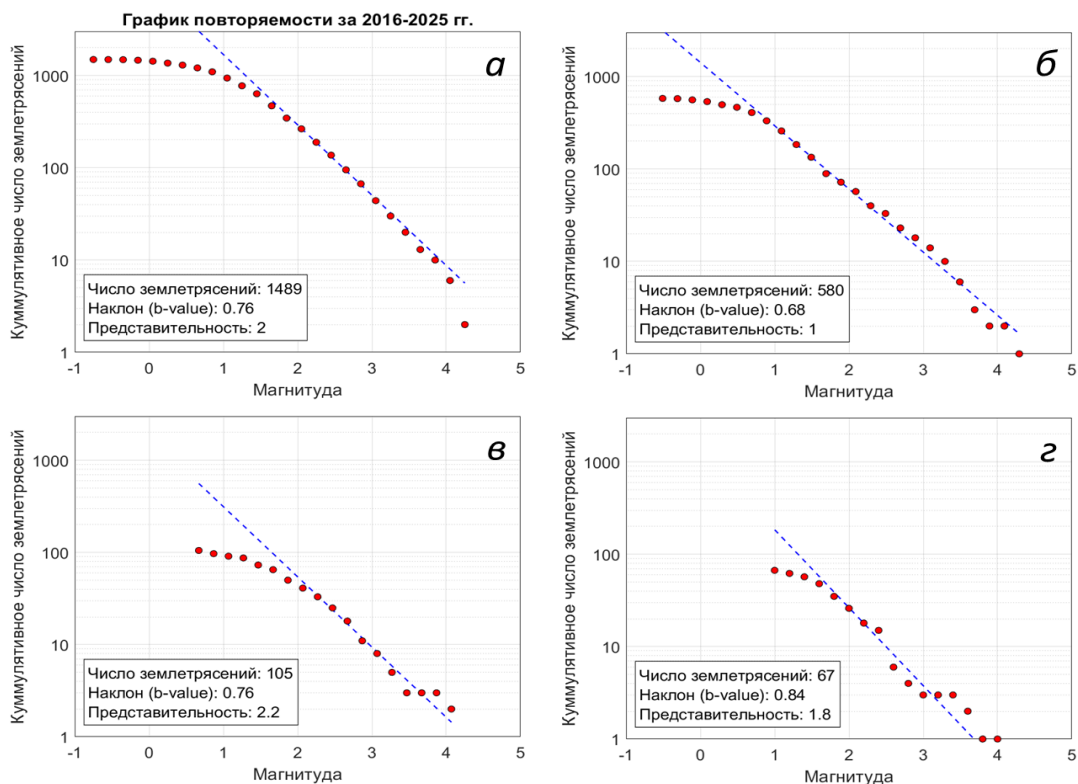 График повторяемости за 2016-2025 гг.
Куммулятивное число землетрясений
1000
100
10
1
а
Число землетрясений: 1489
Наклон (b-value): 0.76
Представительность: 2
-1 0 1 2 3 4 5
Магнитуда
Куммулятивное число землетрясений
1000
100
10
1
б
Число землетрясений: 580
Наклон (b-value): 0.68
Представительность: 1
-1 0 1 2 3 4 5
Магнитуда
Куммулятивное число землетрясений
1000
100
10
1
в
Число землетрясений: 105
Наклон (b-value): 0.76
Представительность: 2.2
-1 0 1 2 3 4 5
Магнитуда
Куммулятивное число землетрясений
1000
100
10
1
г
Число землетрясений: 67
Наклон (b-value): 0.84
Представительность: 1.8
-1 0 1 2 3 4 5
Магнитуда